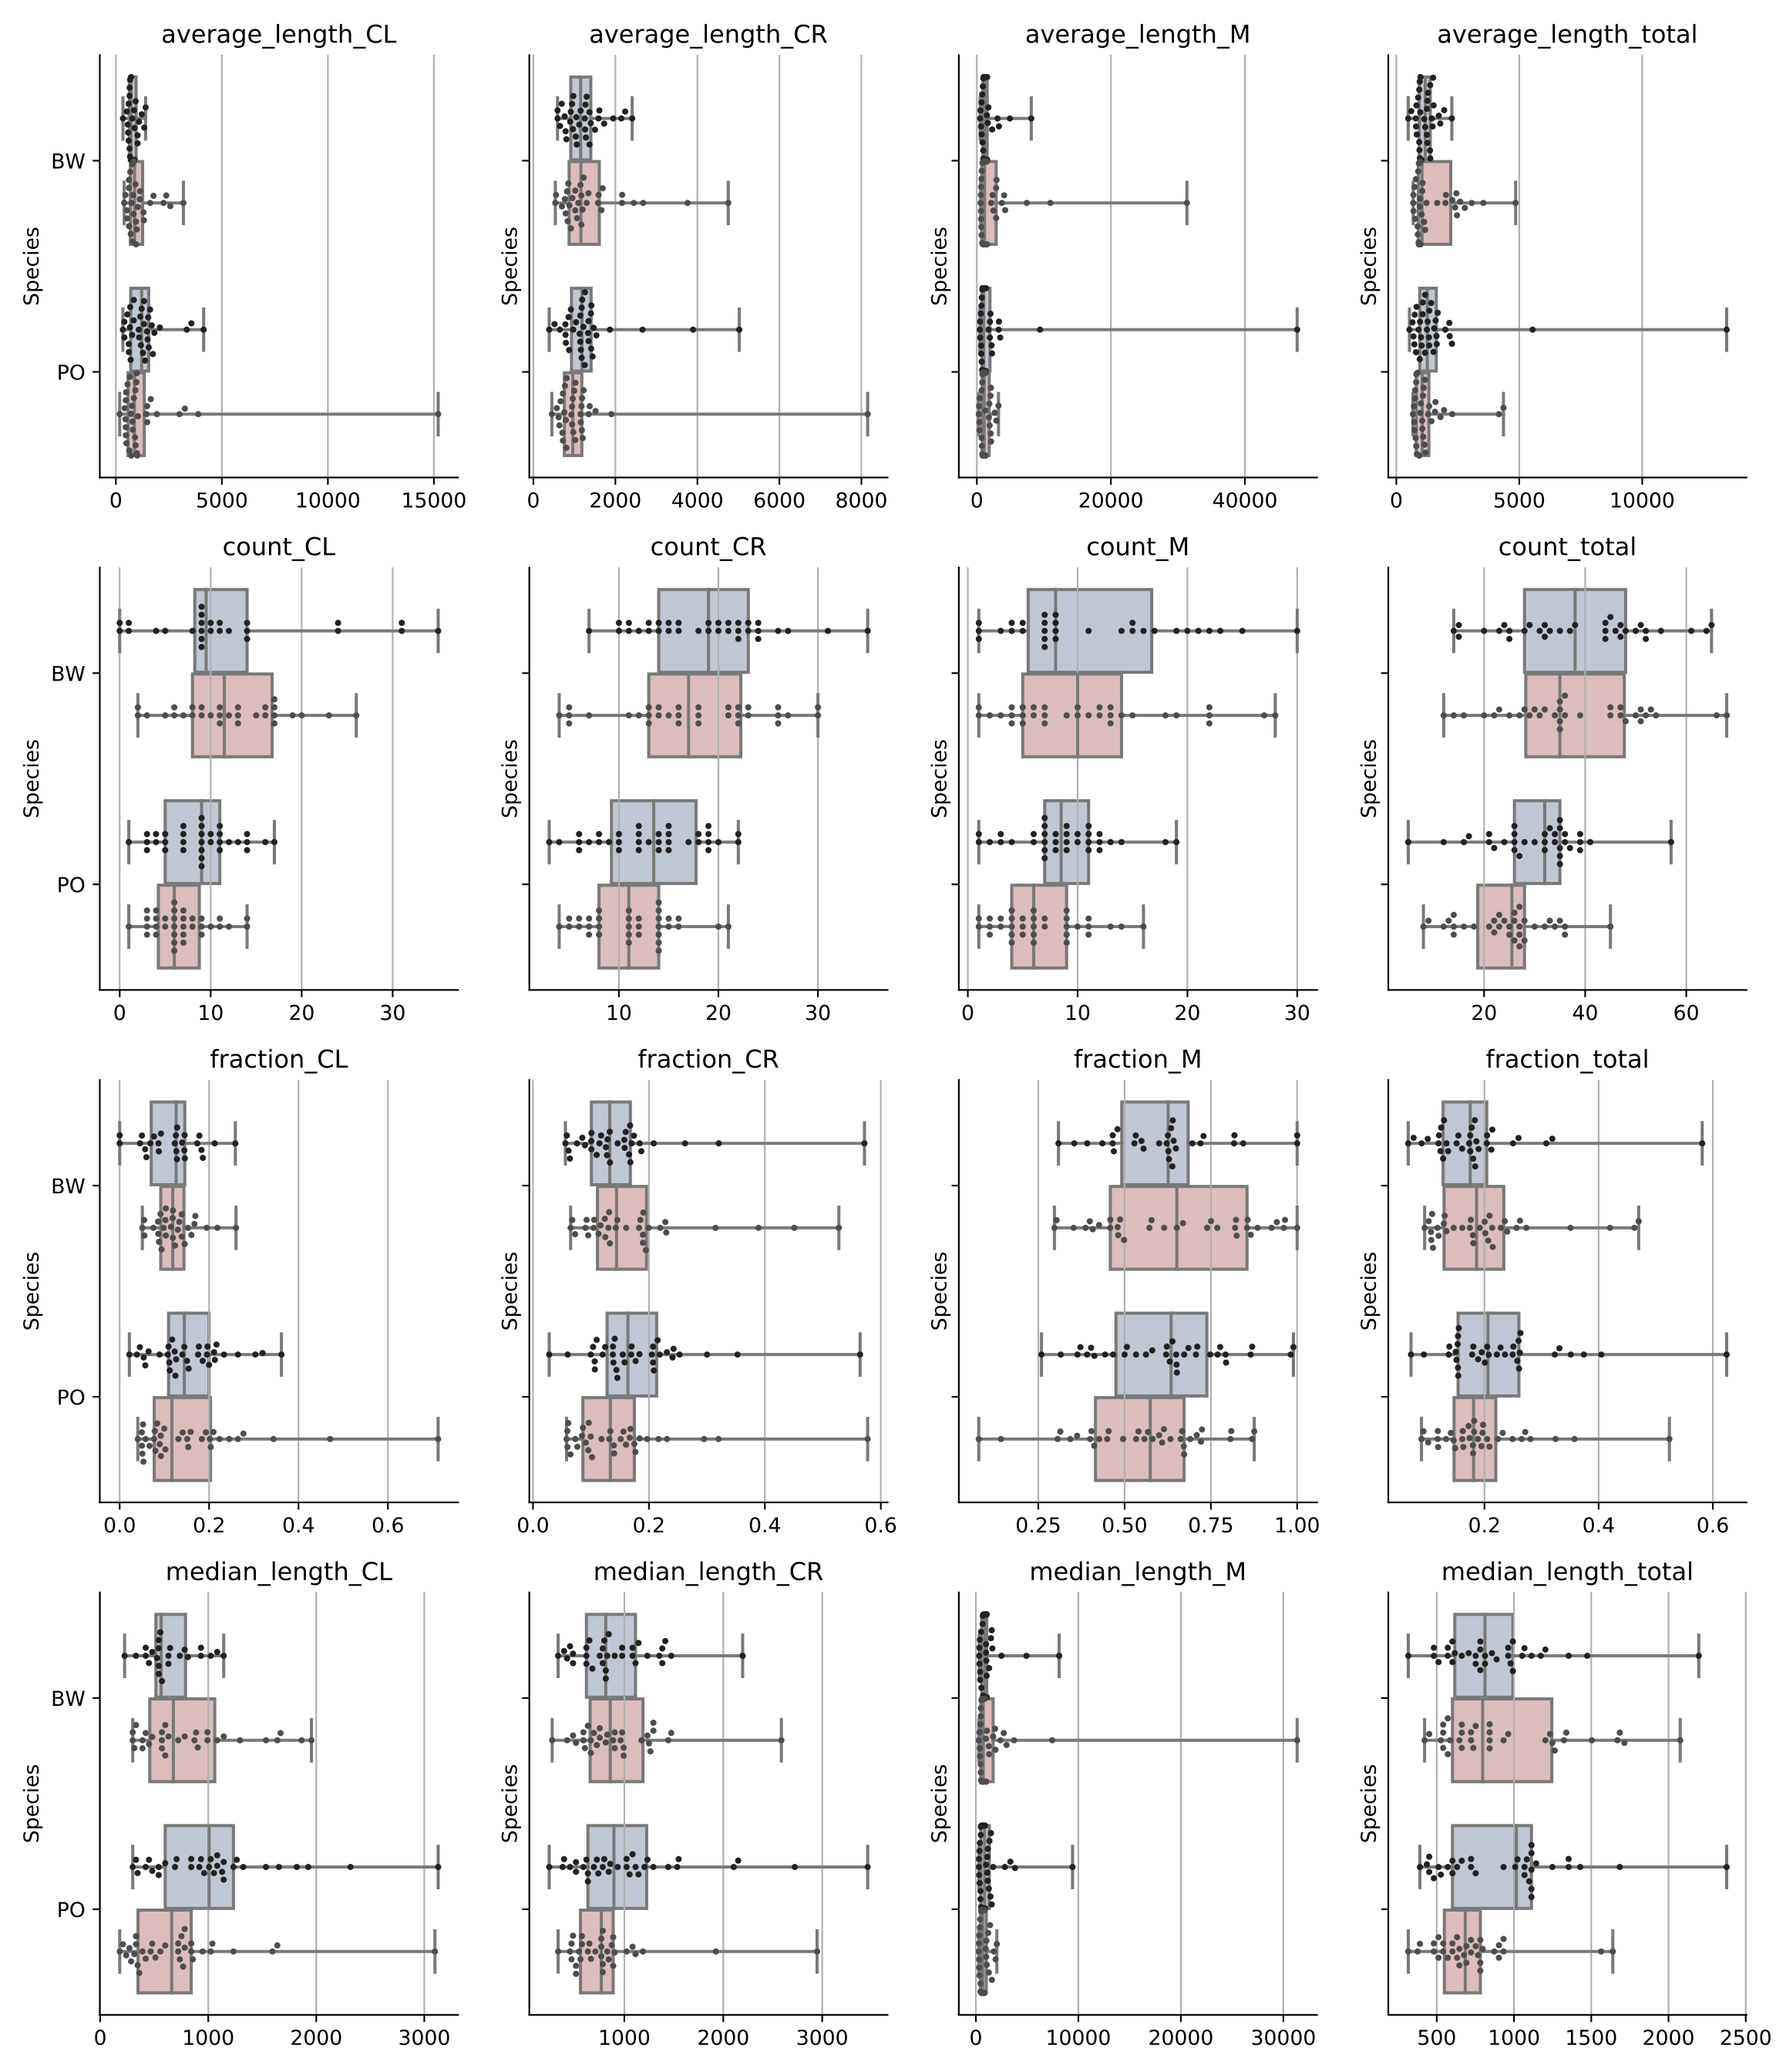 average_length_CL average_length_CR average_length_M average_length_total
BW
Species Species Species Species
PO
0 5000 10000 15000 0 2000 4000 6000 8000 0 20000 40000 0 5000 10000
count_CL count_CR count_M count_total
BW
Species Species Species Species
PO
0 10 20 30 10 20 30 0 10 20 30 20 40 60
fraction_CL fraction_CR fraction_M fraction_total
BW
Species Species Species Species
PO
0.0 0.2 0.4 0.6 0.0 0.2 0.4 0.6 0.25 0.50 0.75 1.00 0.2 0.4 0.6
median_length_CL median_length_CR median_length_M median_length_total
BW
Species Species Species Species
PO
0 1000 2000 3000 1000 2000 3000 0 10000 20000 30000 500 1000 1500 2000 2500